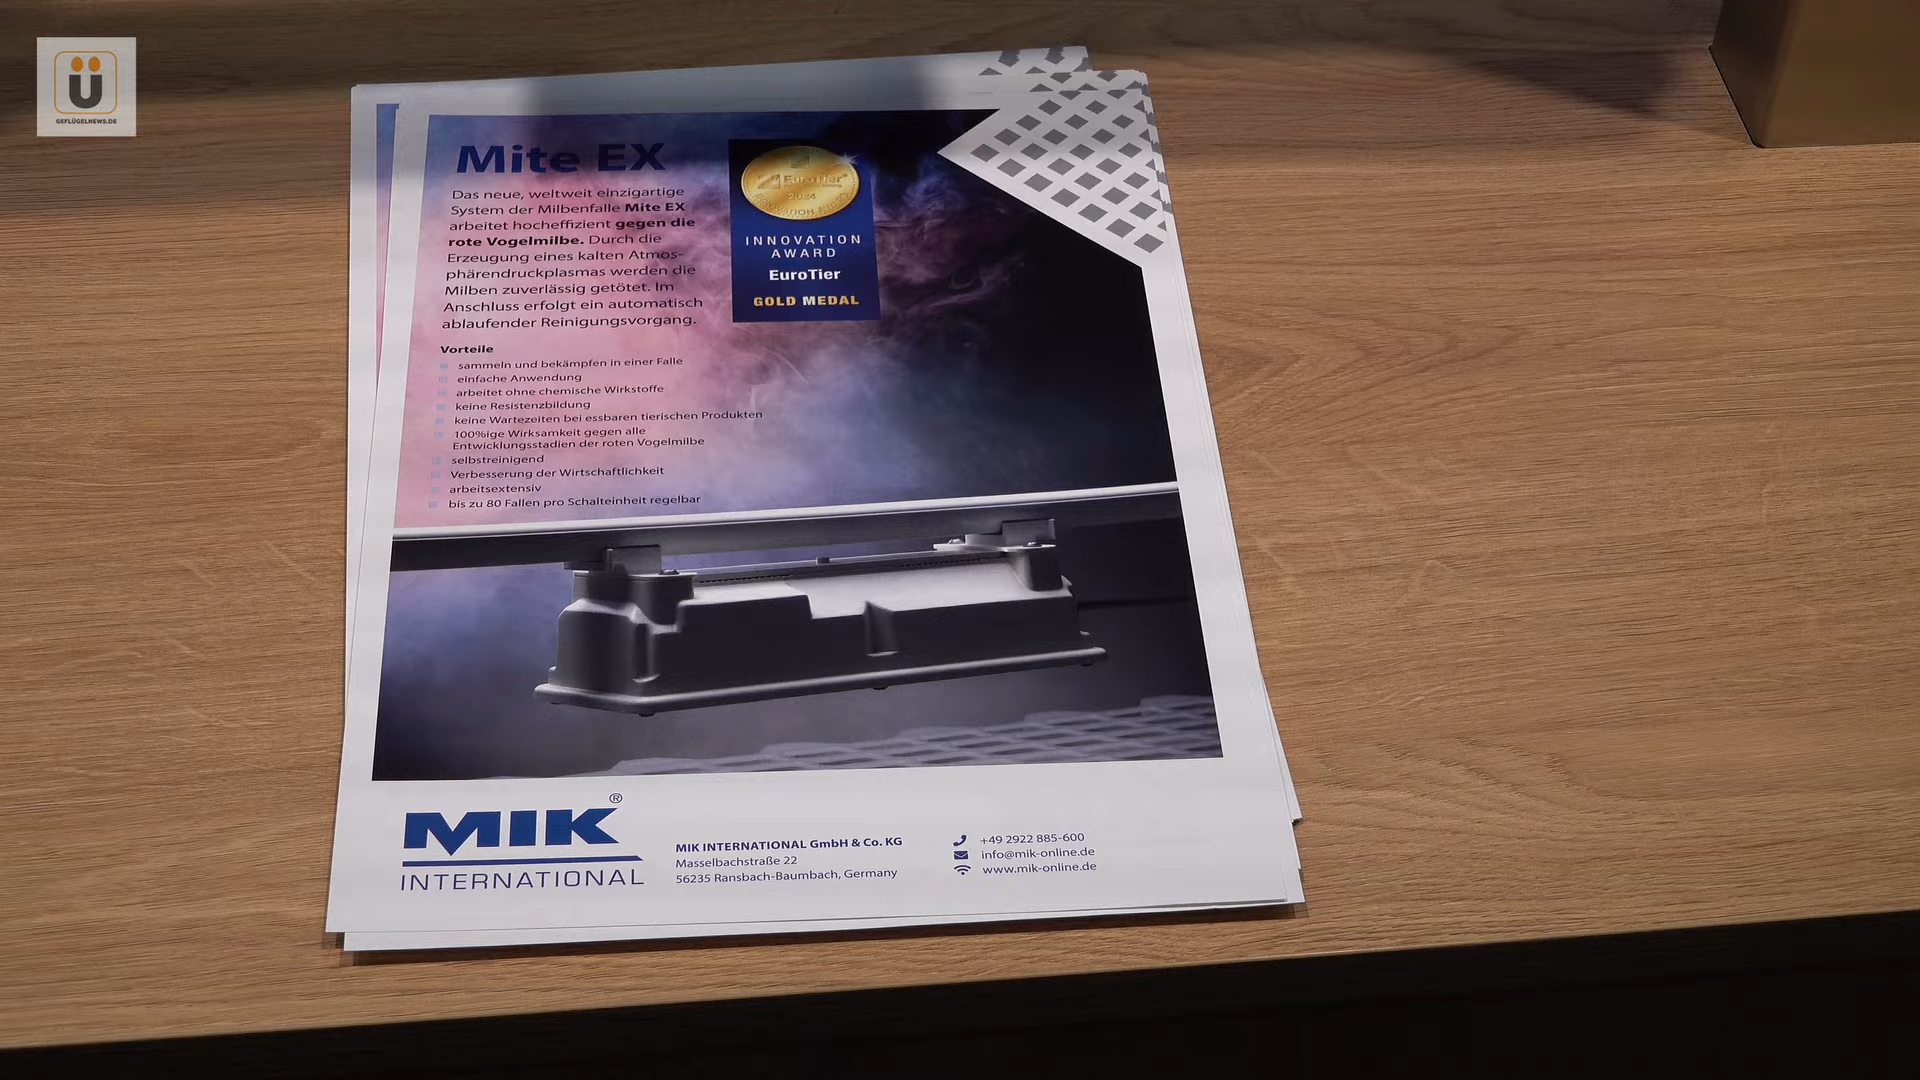 Ü
GEFLÜGELNEWS.DE
Mite EX
Das neue, weltweit einzigartige
System der Milbenfalle Mite EX
arbeitet hocheffizient gegen die
rote Vogelmilbe. Durch die
Erzeugung eines kalten Atmos-
phärendruckplasmas werden die
Milben zuverlässig getötet. Im
Anschluss erfolgt ein automatisch
ablaufender Reinigungsvorgang.
EuroTier
2024
INNOVATION
AWARD
EuroTier
GOLD MEDAL
Vorteile
sammeln und bekämpfen in einer Falle
einfache Anwendung
arbeitet ohne chemische Wirkstoffe
keine Resistenzbildung
keine Wartezeiten bei essbaren tierischen Produkten
100%ige Wirksamkeit gegen alle
Entwicklungsstadien der roten Vogelmilbe
selbstreinigend
Verbesserung der Wirtschaftlichkeit
arbeitsextensiv
bis zu 80 Fallen pro Schalteinheit regelbar
MIK®
INTERNATIONAL
MIK INTERNATIONAL GmbH & Co. KG
Masselbachstraße 22
56235 Ransbach-Baumbach, Germany
+49 2922 885-600
info@mik-online.de
www.mik-online.de